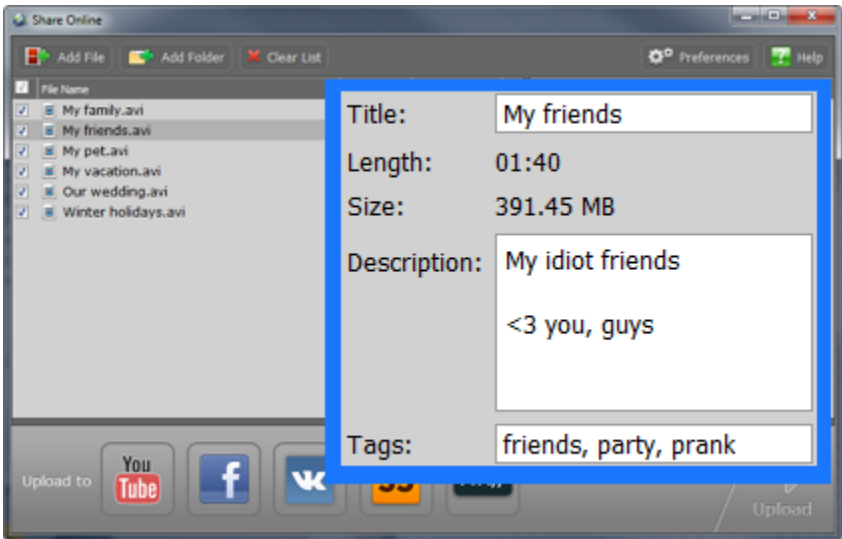 Share Online
Add File Add Folder Clear List Preferences Help
File Name
My family.avi
My friends.avi
My pet.avi
My vacation.avi
Our wedding.avi
Winter holidays.avi
Title: My friends
Length: 01:40
Size: 391.45 MB
Description: My idiot friends
<3 you, guys
Tags: friends, party, prank
Upload to You Tube f Upload